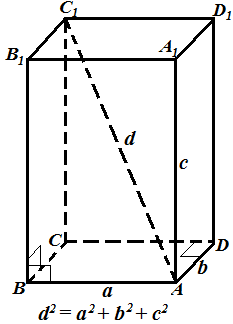 C₁ D₁
B₁ A₁
d
c
C D
b
B a A
d² = a² + b² + c²